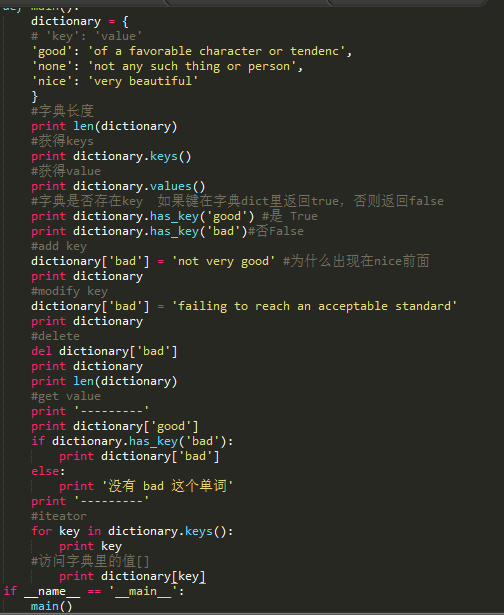 def main():
    dictionary = {
    # 'key': 'value'
    'good': 'of a favorable character or tendenc',
    'none': 'not any such thing or person',
    'nice': 'very beautiful'
    }
    #字典长度
    print len(dictionary)
    #获得keys
    print dictionary.keys()
    #获得value
    print dictionary.values()
    #字典是否存在key  如果键在字典dict里返回true，否则返回false
    print dictionary.has_key('good') #是 True
    print dictionary.has_key('bad')#否False
    #add key
    dictionary['bad'] = 'not very good' #为什么出现在nice前面
    print dictionary
    #modify key
    dictionary['bad'] = 'failing to reach an acceptable standard'
    print dictionary
    #delete
    del dictionary['bad']
    print dictionary
    print len(dictionary)
    #get value
    print '---------'
    print dictionary['good']
    if dictionary.has_key('bad'):
        print dictionary['bad']
    else:
        print '没有 bad 这个单词'
    print '---------'
    #iteator
    for key in dictionary.keys():
        print key
    #访问字典里的值[]
        print dictionary[key]
if __name__ == '__main__':
    main()